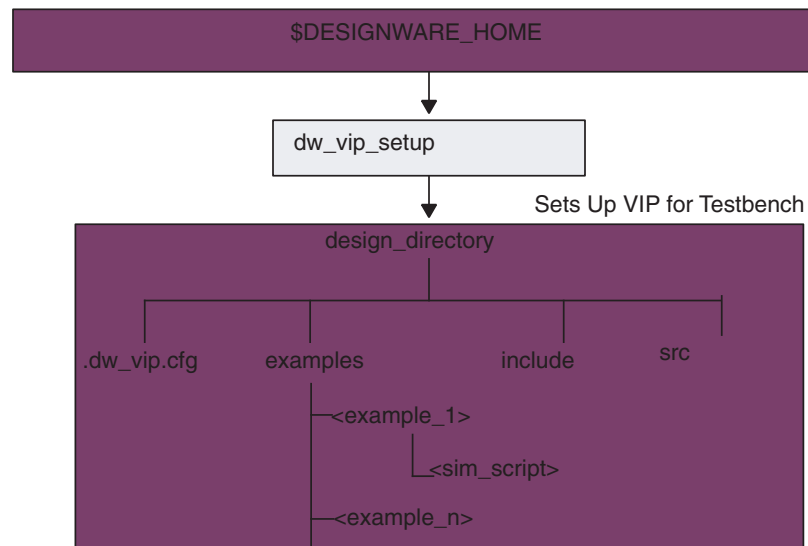 $DESIGNWARE_HOME
dw_vip_setup
Sets Up VIP for Testbench
design_directory
.dw_vip.cfg examples include src
<example_1>
<sim_script>
<example_n>